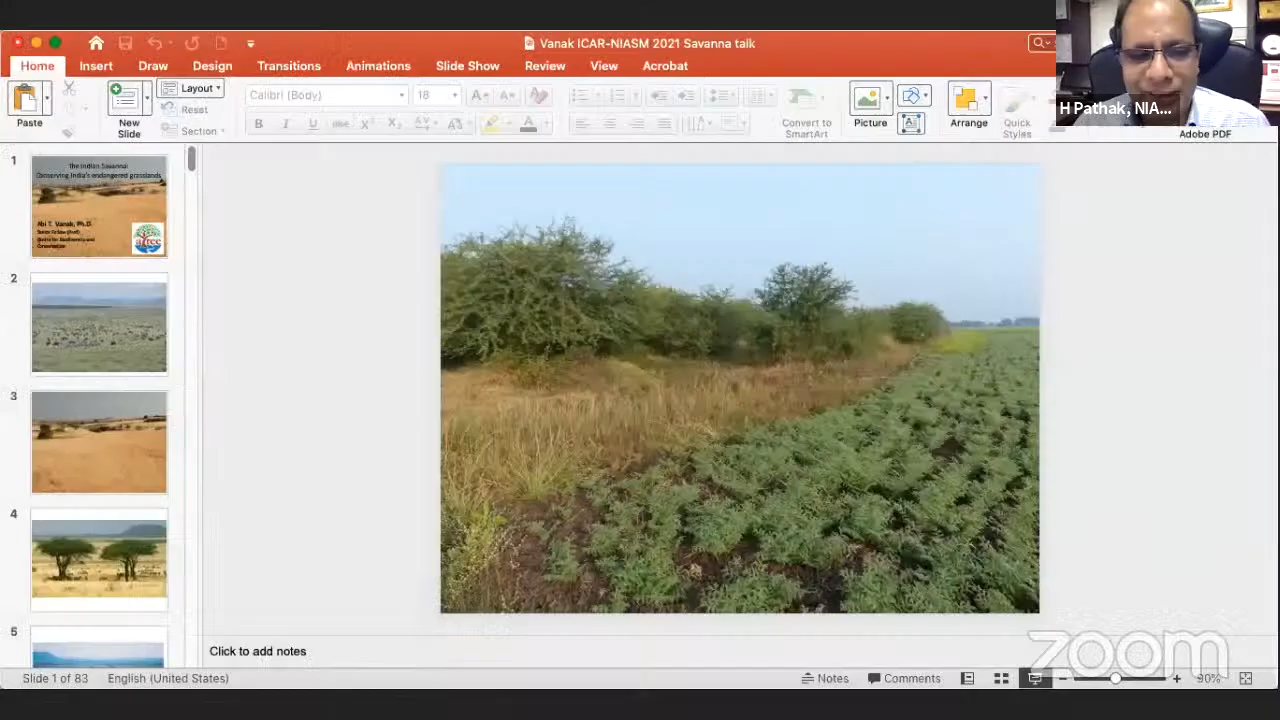 Vanak ICAR-NIASM 2021 Savanna talk
Home Insert Draw Design Transitions Animations Slide Show Review View Acrobat
Paste
New
Slide
Layout
Reset
Section
Calibri (Body) 18
B I U abc X² X₂
Convert to
SmartArt
Picture
Arrange
Quick
Styles
H Pathak, NIA...
Adobe PDF
1
The Indian Savanna:
Conserving India's endangered grasslands
Abi T. Vanak, Ph.D.
atree
2
3
4
5
Click to add notes
zoom
Slide 1 of 83 English (United States) Notes Comments 90%